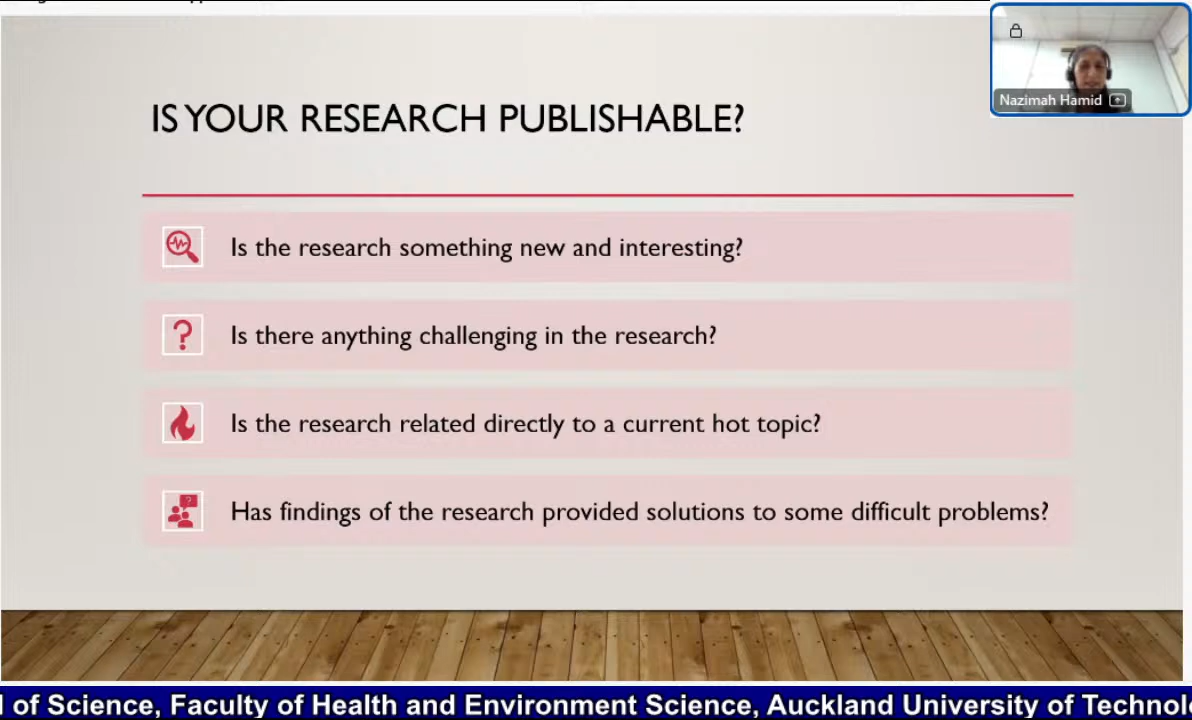 IS YOUR RESEARCH PUBLISHABLE?
Nazimah Hamid
Is the research something new and interesting?
Is there anything challenging in the research?
Is the research related directly to a current hot topic?
Has findings of the research provided solutions to some difficult problems?
of Science, Faculty of Health and Environment Science, Auckland University of